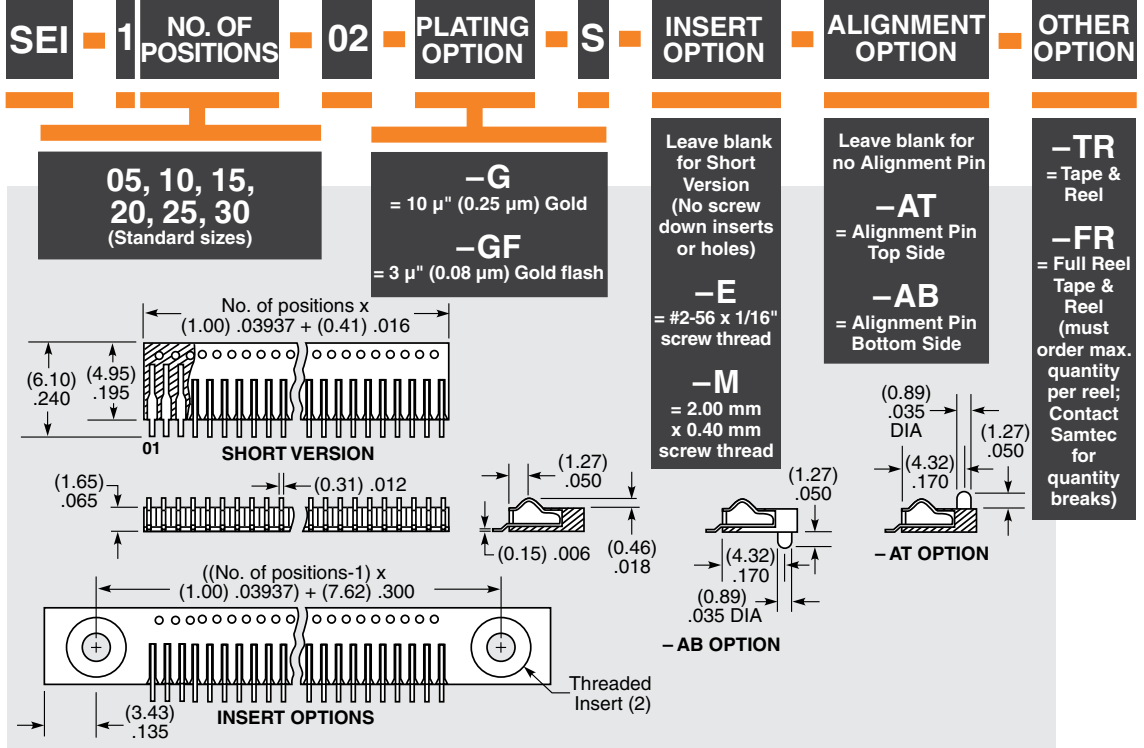 SEI 1 NO. OF POSITIONS 02 PLATING OPTION S INSERT OPTION ALIGNMENT OPTION OTHER OPTION
05, 10, 15,
20, 25, 30
(Standard sizes)
–G
= 10 µ" (0.25 µm) Gold
–GF
= 3 µ" (0.08 µm) Gold flash
Leave blank
for Short
Version
(No screw
down inserts
or holes)
–E
= #2-56 x 1/16"
screw thread
–M
= 2.00 mm
x 0.40 mm
screw thread
Leave blank for
no Alignment Pin
–AT
= Alignment Pin
Top Side
–AB
= Alignment Pin
Bottom Side
–TR
= Tape &
Reel
–FR
= Full Reel
Tape &
Reel
(must
order max.
quantity
per reel;
Contact
Samtec
for
quantity
breaks)
No. of positions x
(1.00) .03937 + (0.41) .016
(6.10)
.240
(4.95)
.195
01
SHORT VERSION
(1.65)
.065
(0.31) .012
(1.27)
.050
(0.15) .006
(0.46)
.018
(1.27)
.050
(4.32)
.170
(0.89)
.035 DIA
– AB OPTION
(0.89)
.035
DIA
(1.27)
.050
(4.32)
.170
– AT OPTION
((No. of positions-1) x
(1.00) .03937) + (7.62) .300
Threaded
Insert (2)
(3.43)
.135
INSERT OPTIONS